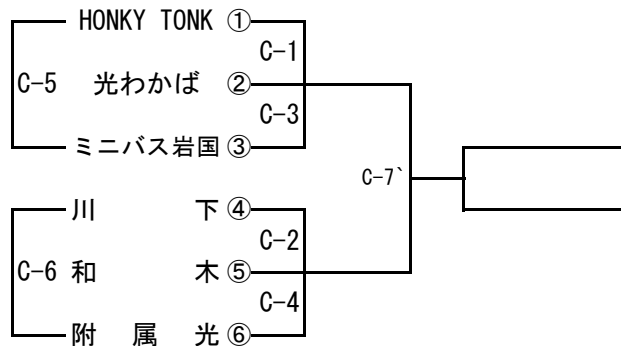 HONKY TONK ①
C-1
C-5 光わかば ②
C-3
ミニバス岩国 ③
C-7`
川 下 ④
C-2
C-6 和 木 ⑤
C-4
附 属 光 ⑥